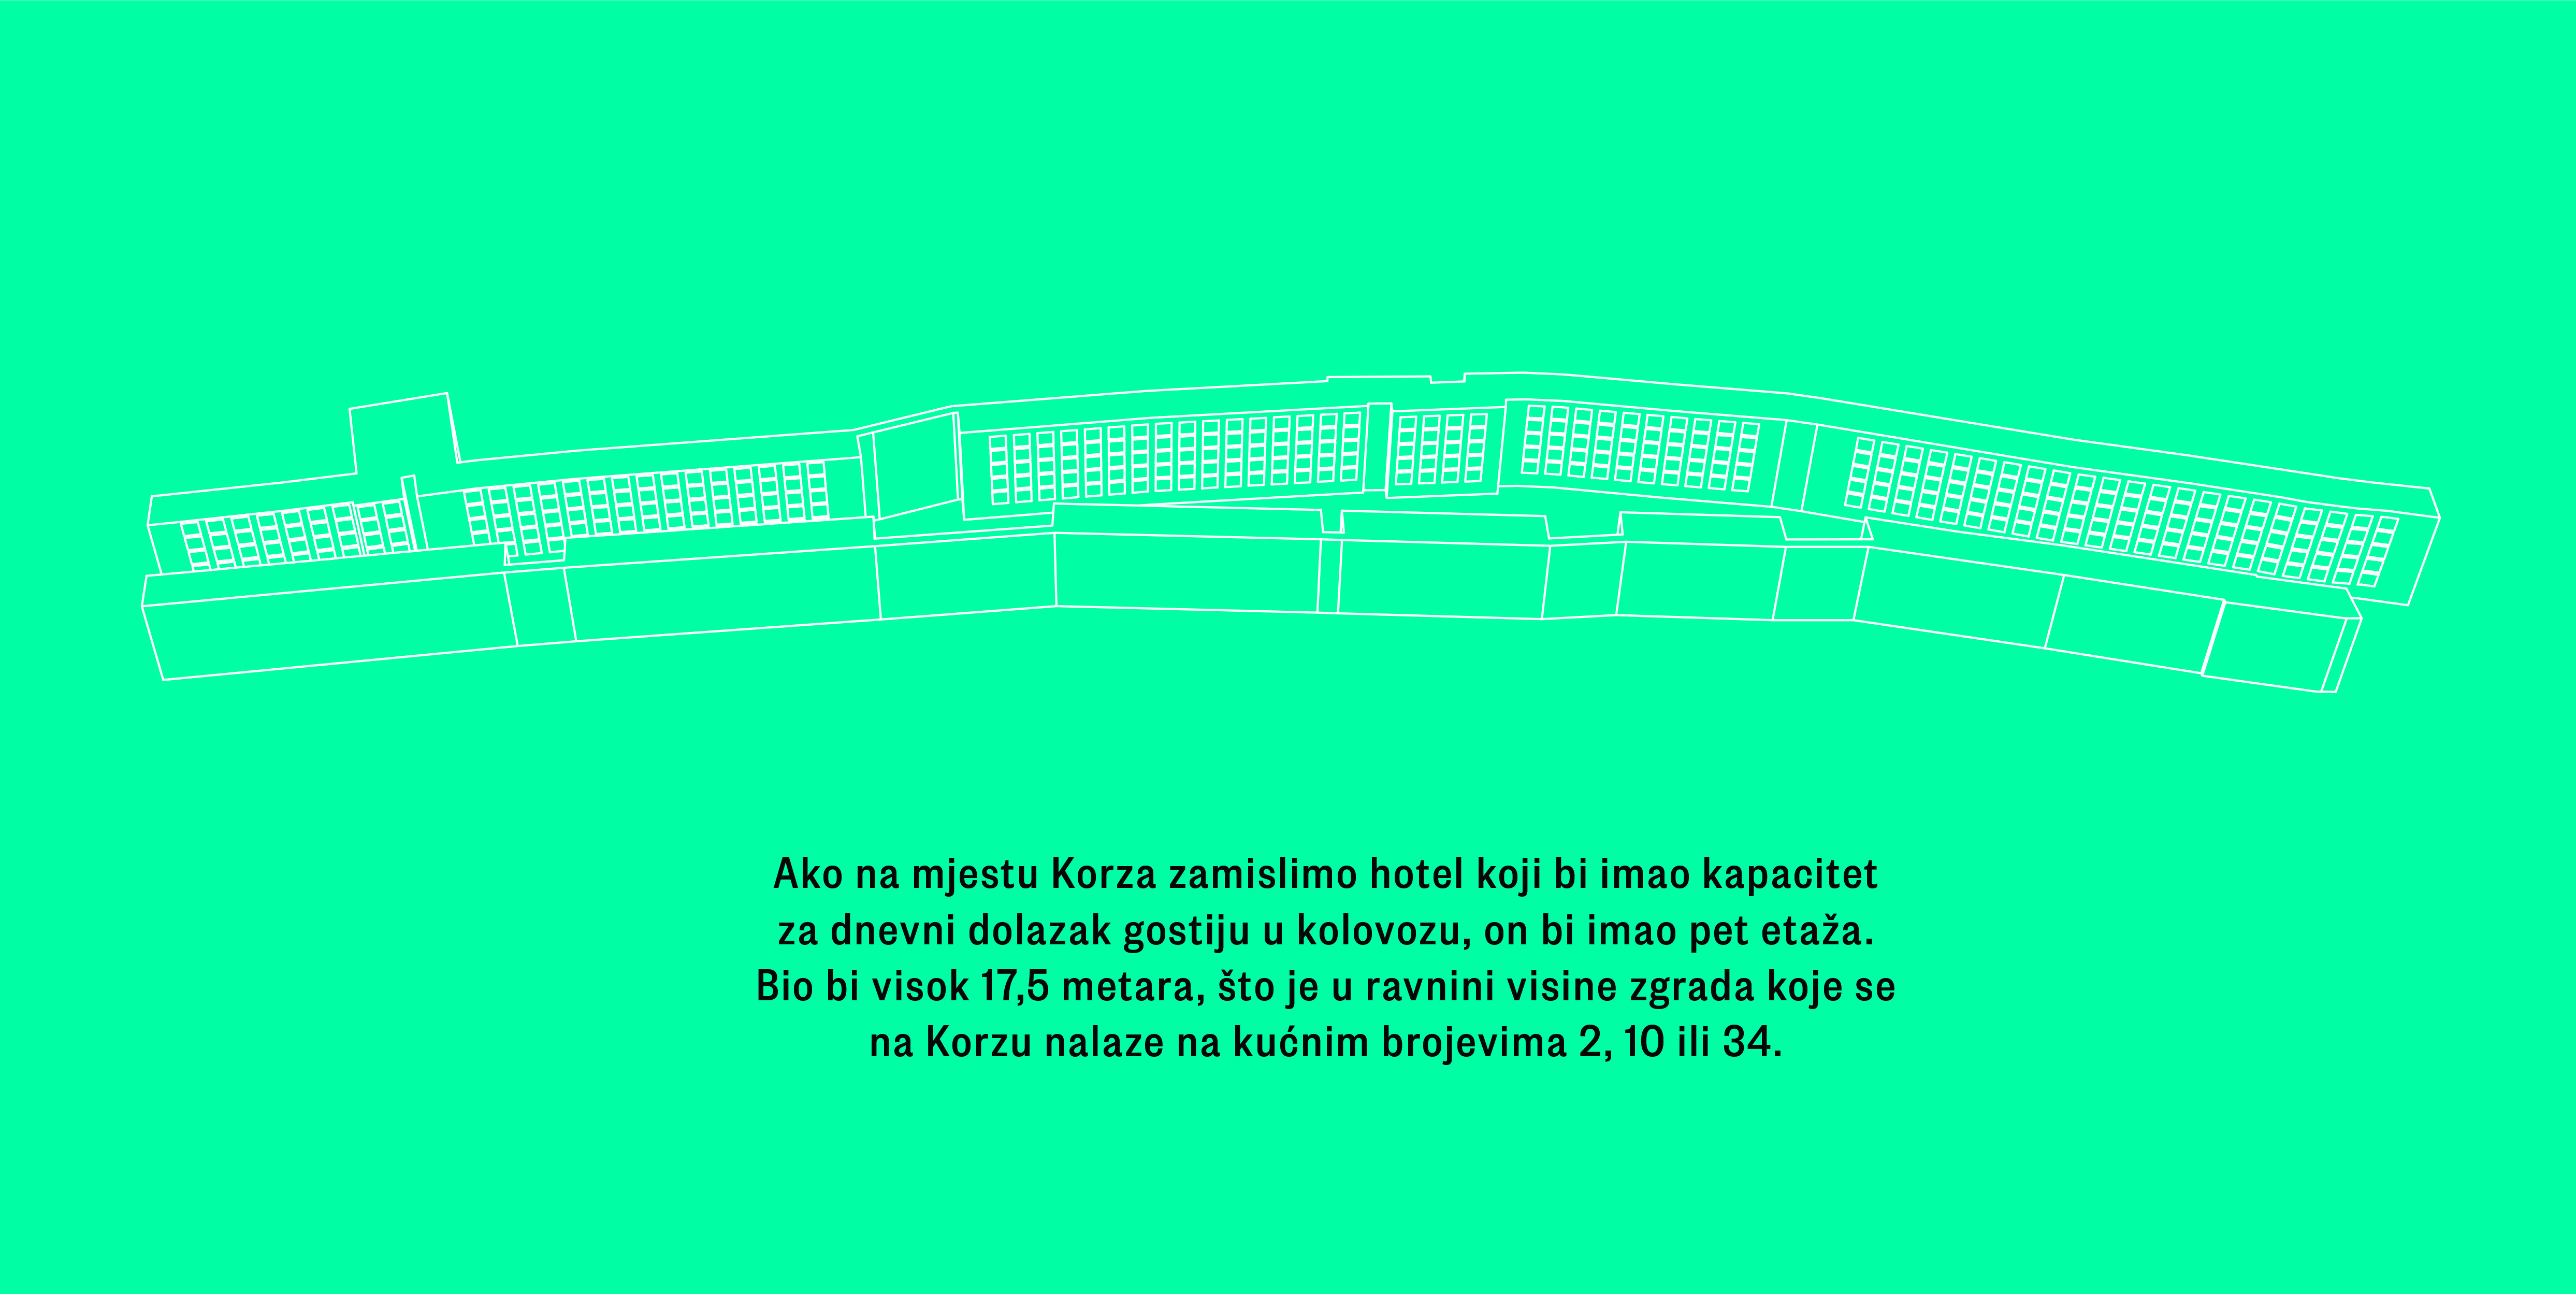 Ako na mjestu Korza zamislimo hotel koji bi imao kapacitet
za dnevni dolazak gostiju u kolovozu, on bi imao pet etaža.
Bio bi visok 17,5 metara, što je u ravnini visine zgrada koje se
na Korzu nalaze na kućnim brojevima 2, 10 ili 34.